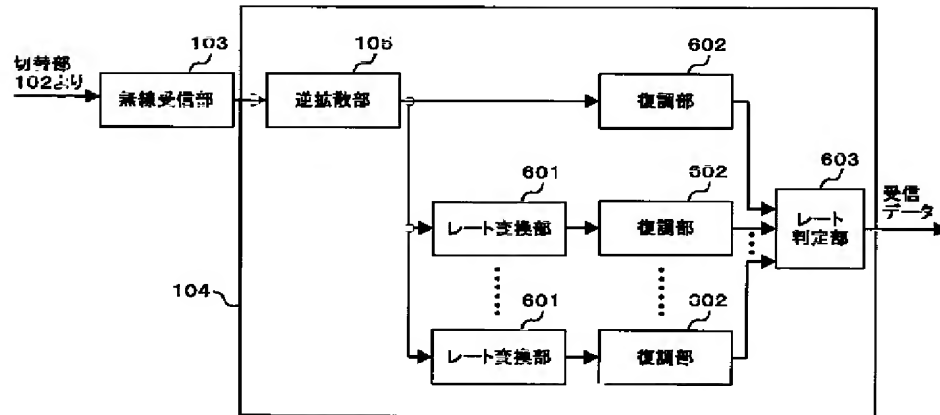 切替部
102より
103
無線受信部
105
逆拡散部
602
復調部
601
レート変換部
602
復調部
603
レート
判定部
受信
データ
104
601
レート変換部
602
復調部